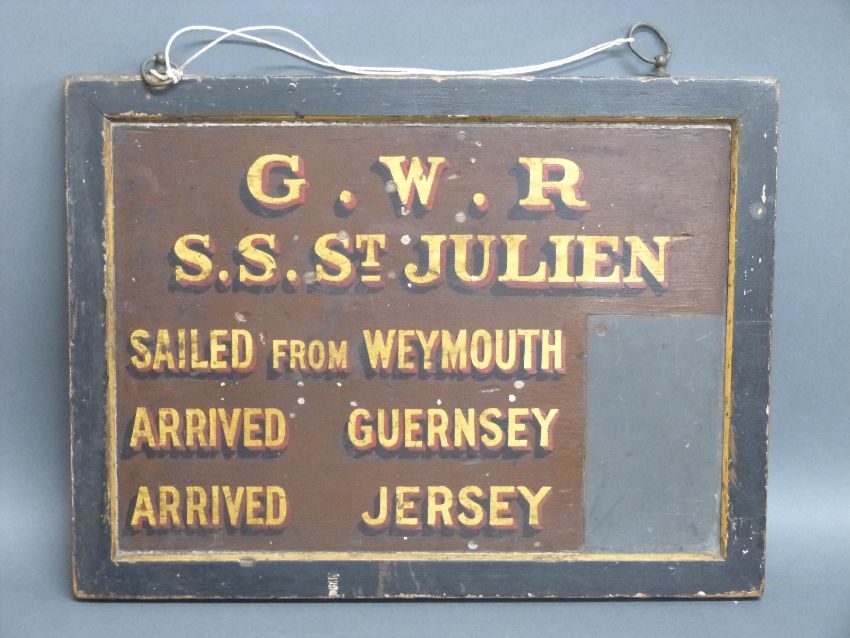 G.W.R
S.S. ST JULIEN
SAILED FROM WEYMOUTH
ARRIVED GUERNSEY
ARRIVED JERSEY